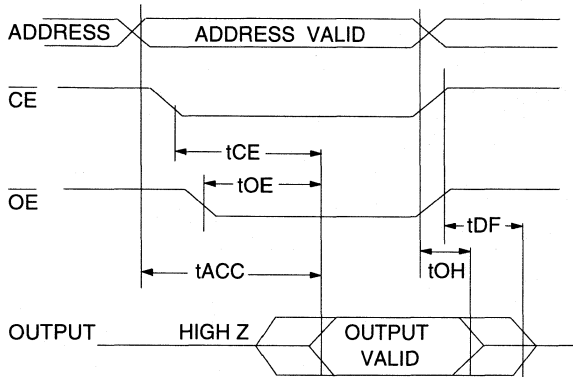 ADDRESS
ADDRESS VALID
CE
tCE
tOE
OE
tDF
tACC
tOH
OUTPUT
HIGH Z
OUTPUT
VALID